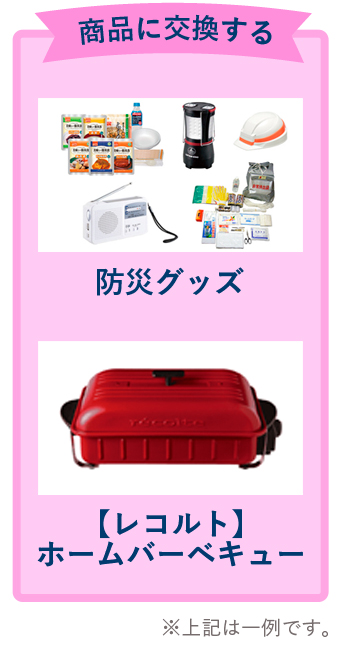 商品に交換する
防災グッズ
récolte
【レコルト】
ホームバーベキュー
※上記は一例です。